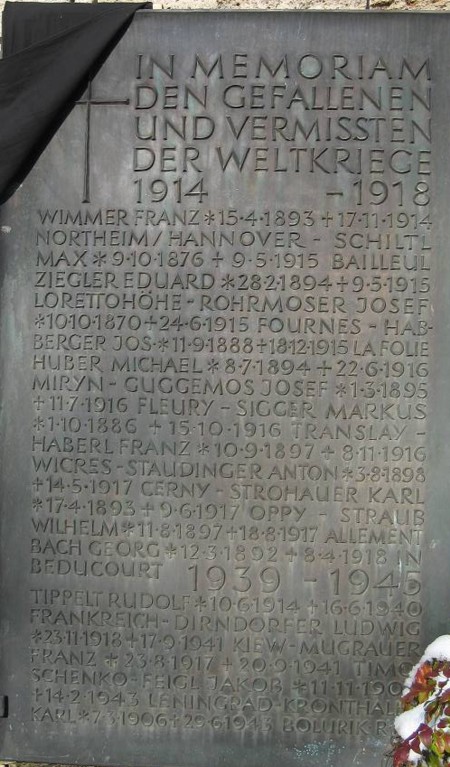 IN MEMORIAM
DEN GEFALLENEN
UND VERMISSTEN
DER WELTKRIEGE
1914 - 1918
WIMMER FRANZ*15·4·1893+17·11·1914
NORTHEIM/HANNOVER - SCHILTL
MAX*9·10·1876 + 9·5·1915 BAILLEUL
ZIEGLER EDUARD*28·2·1894+9·5·1915
LORETTOHÖHE-ROHRMOSER JOSEF
*10·10·1870+24·6·1915 FOURNES - HAB-
BERGER JOS·*11·9·1888+18·12·1915 LA FOLIE
HUBER MICHAEL*8·7·1894+22·6·1916
MIRYN-GUGGEMOS JOSEF*1·3·1895
+11·7·1916 FLEURY-SIGGER MARKUS
*1·10·1886 +15·10·1916 TRANSLAY -
HABERL FRANZ*10·9·1897+8·11·1916
WICRES-STAUDINGER ANTON*3·8·1898
+14·5·1917 CERNY-STROHAUER KARL
*17·4·1893+9·6·1917 OPPY - STRAUB
WILHELM*11·8·1897+18·8·1917 ALLEMENT
BACH GEORG*12·3·1892+8·4·1918 IN
BEDUCOURT 1939 - 1945
TIPPELT RUDOLF*10·6·1914+16·6·1940
FRANKREICH-DIRNDORFER LUDWIG
*23·11·1918+17·9·1941 KIEW-MUGRAUER
FRANZ *23·8·1917+20·9·1941 TIMO-
SCHENKO-FEIGL JAKOB*11·11·190
+14·2·1943 LENINGRAD-KRONTHAL
KARL*7·3·1906+29·6·1943 BOLURIK